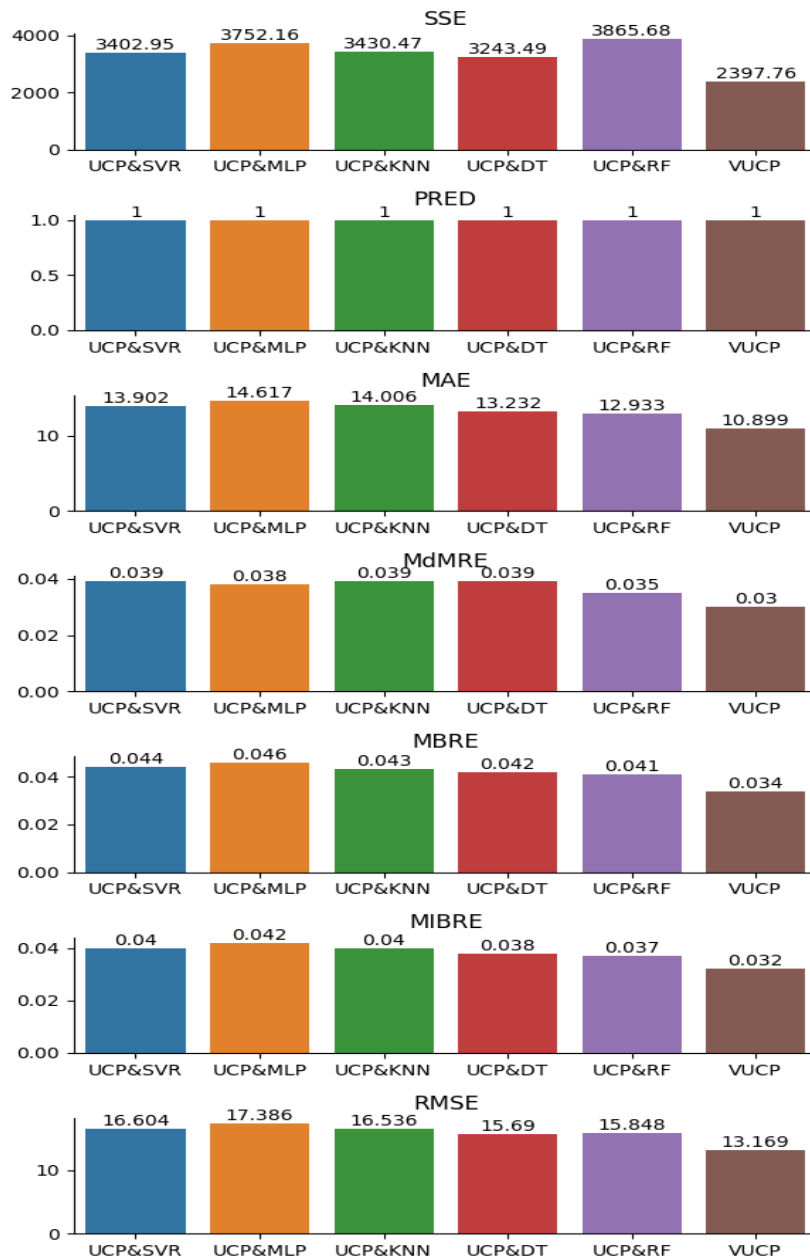 SSE
4000
2000
0
3402.95 3752.16 3430.47 3243.49 3865.68 2397.76
UCP&SVR UCP&MLP UCP&KNN UCP&DT UCP&RF VUCP
PRED
1.0
0.5
0.0
1 1 1 1 1 1
UCP&SVR UCP&MLP UCP&KNN UCP&DT UCP&RF VUCP
MAE
10
0
13.902 14.617 14.006 13.232 12.933 10.899
UCP&SVR UCP&MLP UCP&KNN UCP&DT UCP&RF VUCP
MdMRE
0.04
0.02
0.00
0.039 0.038 0.039 0.039 0.035 0.03
UCP&SVR UCP&MLP UCP&KNN UCP&DT UCP&RF VUCP
MBRE
0.04
0.02
0.00
0.044 0.046 0.043 0.042 0.041 0.034
UCP&SVR UCP&MLP UCP&KNN UCP&DT UCP&RF VUCP
MIBRE
0.04
0.02
0.00
0.04 0.042 0.04 0.038 0.037 0.032
UCP&SVR UCP&MLP UCP&KNN UCP&DT UCP&RF VUCP
RMSE
10
0
16.604 17.386 16.536 15.69 15.848 13.169
UCP&SVR UCP&MLP UCP&KNN UCP&DT UCP&RF VUCP